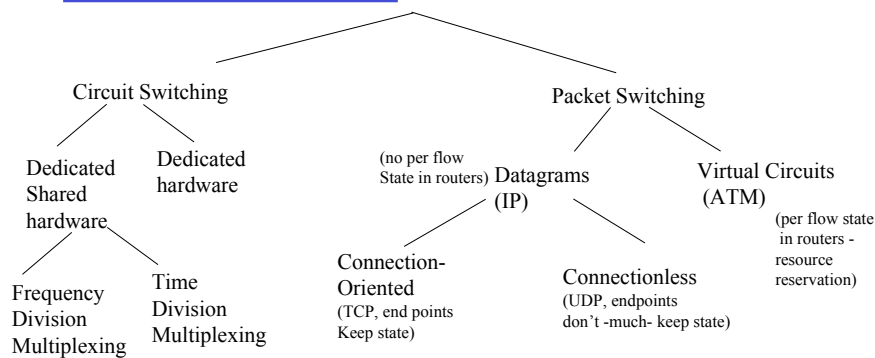 Circuit Switching
Packet Switching
Dedicated
Shared
hardware
Dedicated
hardware
(no per flow
State in routers) Datagrams
(IP)
Virtual Circuits
(ATM)
(per flow state
in routers -
resource
reservation)
Frequency
Division
Multiplexing
Time
Division
Multiplexing
Connection-
Oriented
(TCP, end points
Keep state)
Connectionless
(UDP, endpoints
don't -much- keep state)